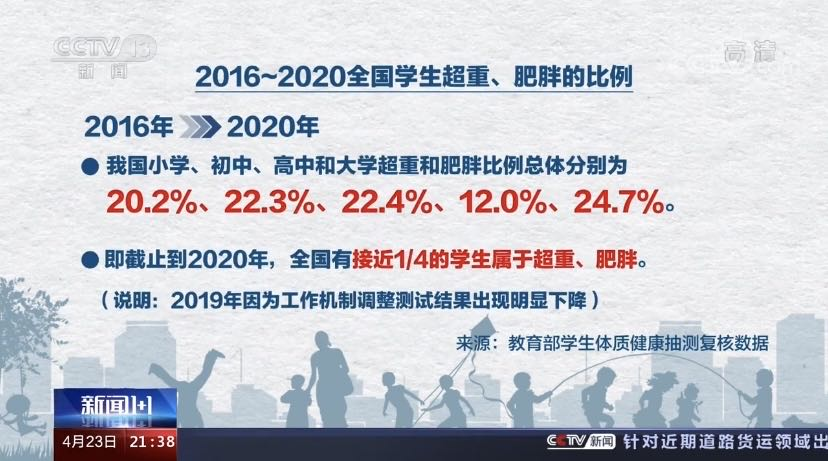 CCTV 13
新闻
高清
2016~2020全国学生超重、肥胖的比例
2016年 2020年
● 我国小学、初中、高中和大学超重和肥胖比例总体分别为
20.2%、22.3%、22.4%、12.0%、24.7%。
● 即截止到2020年，全国有接近1/4的学生属于超重、肥胖。
（说明：2019年因为工作机制调整测试结果出现明显下降）
来源：教育部学生体质健康抽测复核数据
新闻1+1
4月23日 21:38
CCTV 新闻 针对近期道路货运领域出